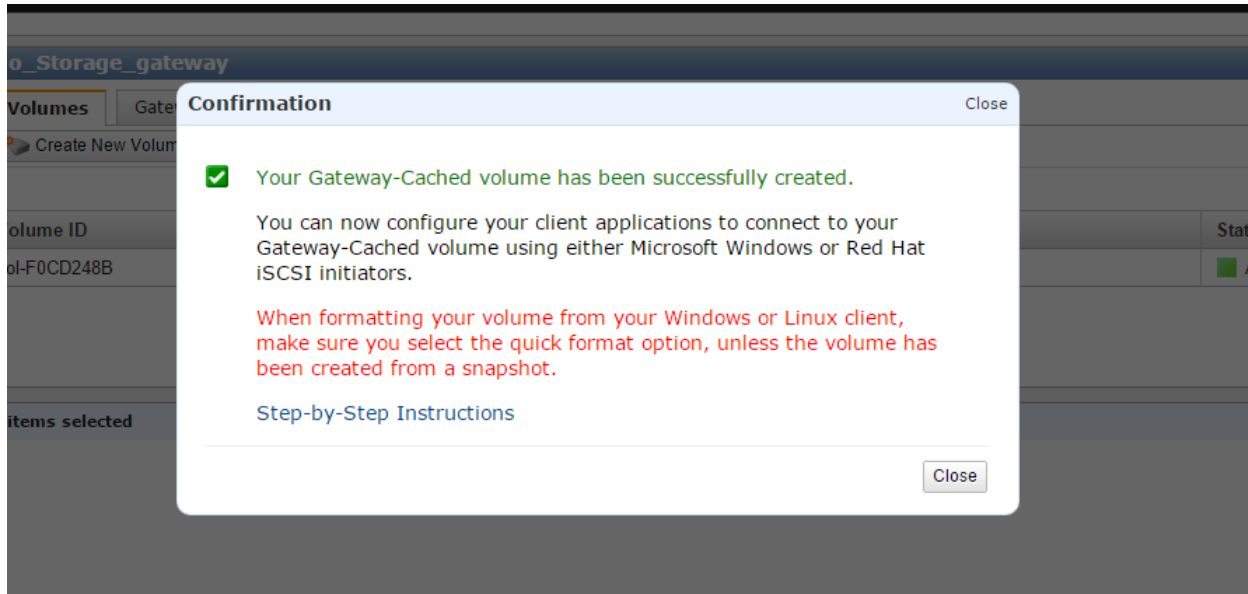 o_Storage_gateway
Volumes
Gate
Create New Volum
olume ID
Stat
ol-F0CD248B
items selected
Confirmation
Close
Your Gateway-Cached volume has been successfully created.
You can now configure your client applications to connect to your
Gateway-Cached volume using either Microsoft Windows or Red Hat
iSCSI initiators.
When formatting your volume from your Windows or Linux client,
make sure you select the quick format option, unless the volume has
been created from a snapshot.
Step-by-Step Instructions
Close